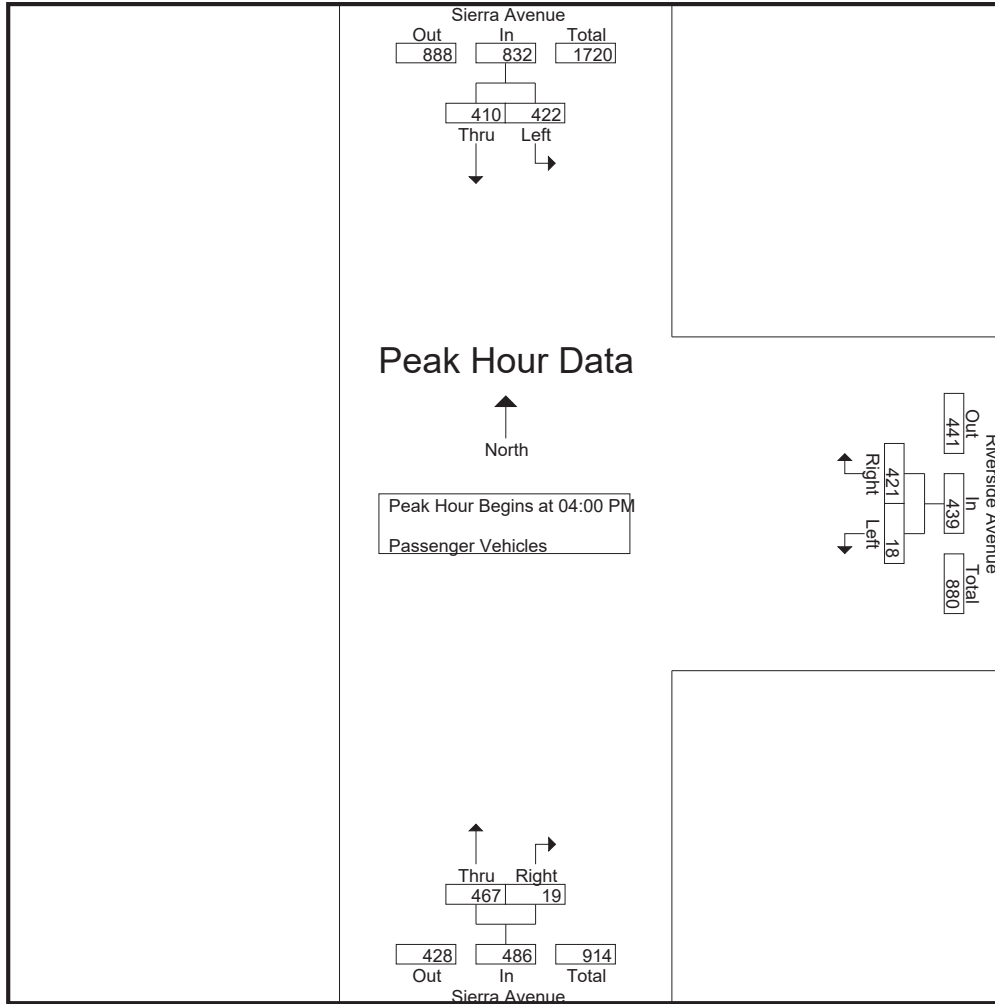 Sierra Avenue
Out In Total
888 832 1720
410 422
Thru Left
Peak Hour Data
North
Peak Hour Begins at 04:00 PM
Passenger Vehicles
Riverside Avenue
Out In Total
441 439 880
421 18
Right Left
Thru Right
467 19
428 486 914
Out In Total
Sierra Avenue